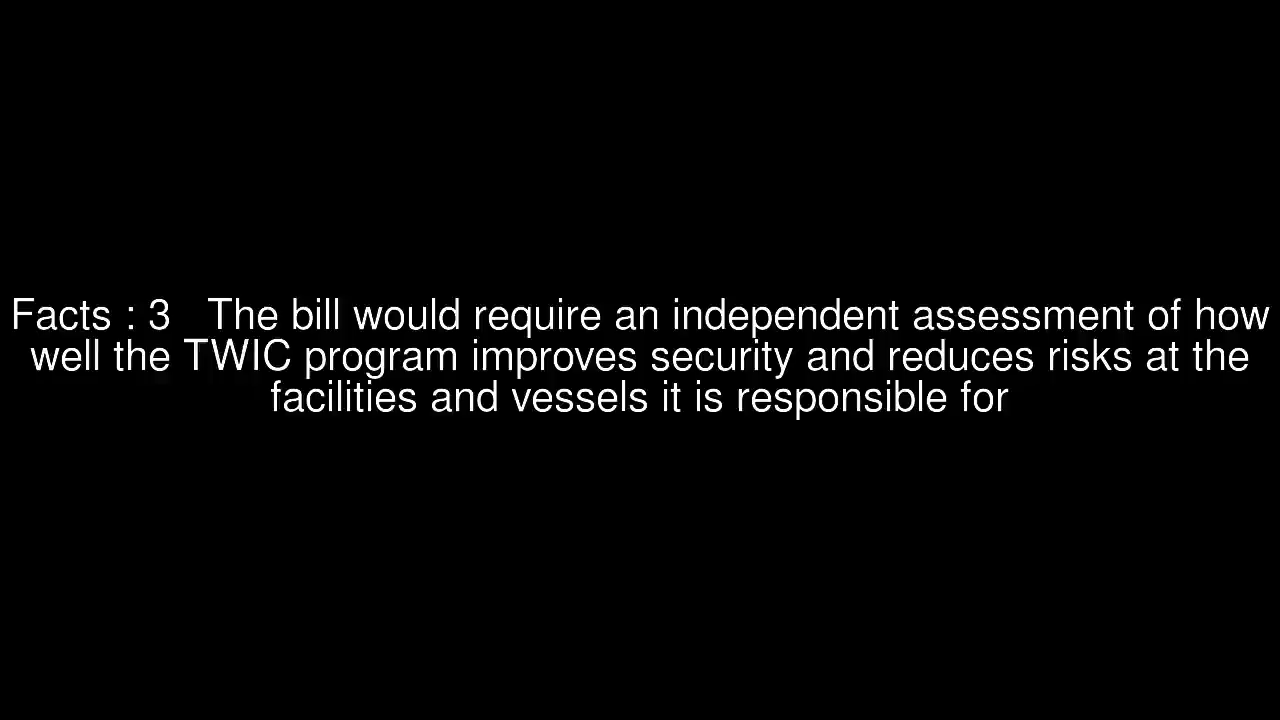 Facts : 3   The bill would require an independent assessment of how
well the TWIC program improves security and reduces risks at the
facilities and vessels it is responsible for